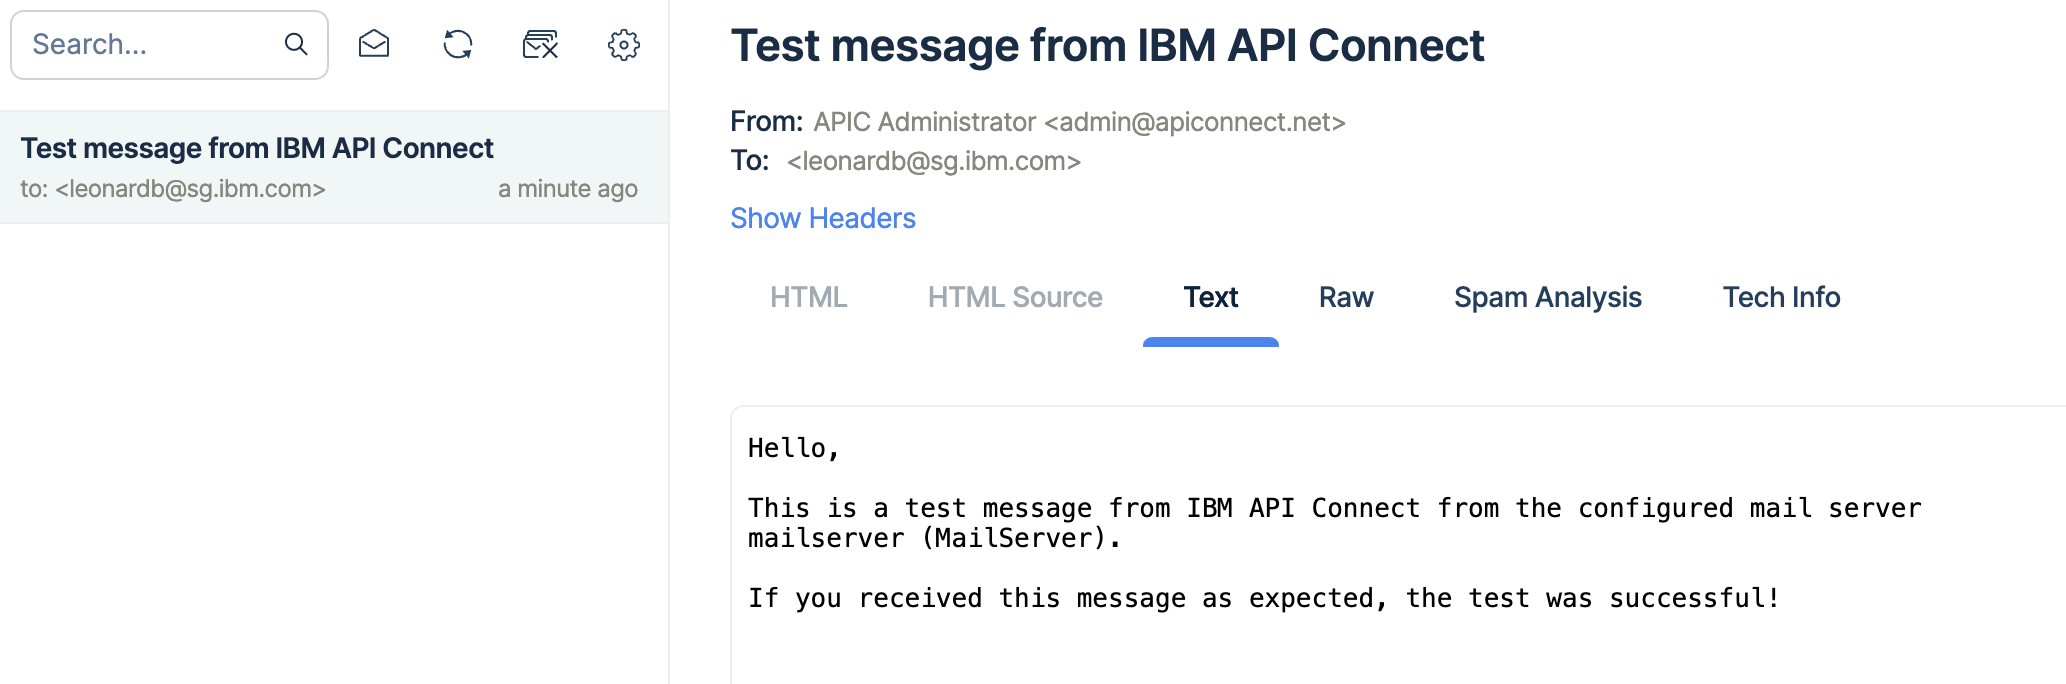 Search...
Test message from IBM API Connect
to: <leonardb@sg.ibm.com> a minute ago
Test message from IBM API Connect
From: APIC Administrator <admin@apiconnect.net>
To: <leonardb@sg.ibm.com>
Show Headers
HTML HTML Source Text Raw Spam Analysis Tech Info
Hello,
This is a test message from IBM API Connect from the configured mail server
mailserver (MailServer).
If you received this message as expected, the test was successful!